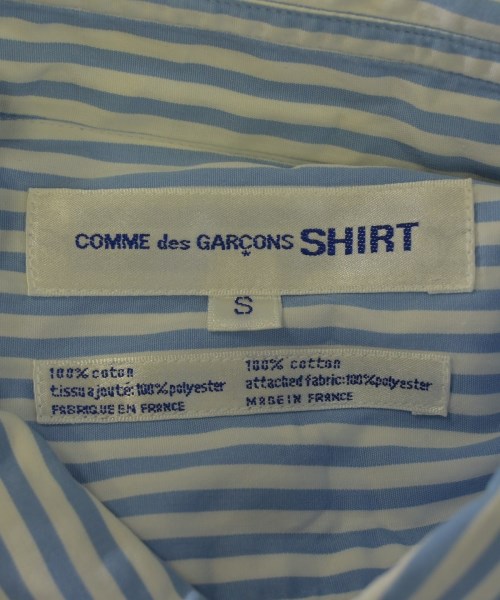 COMME des GARÇONS SHIRT
S
100% coton
tissu ajouté: 100% polyester
FABRIQUE EN FRANCE
100% cotton
attached fabric: 100% polyester
MADE IN FRANCE